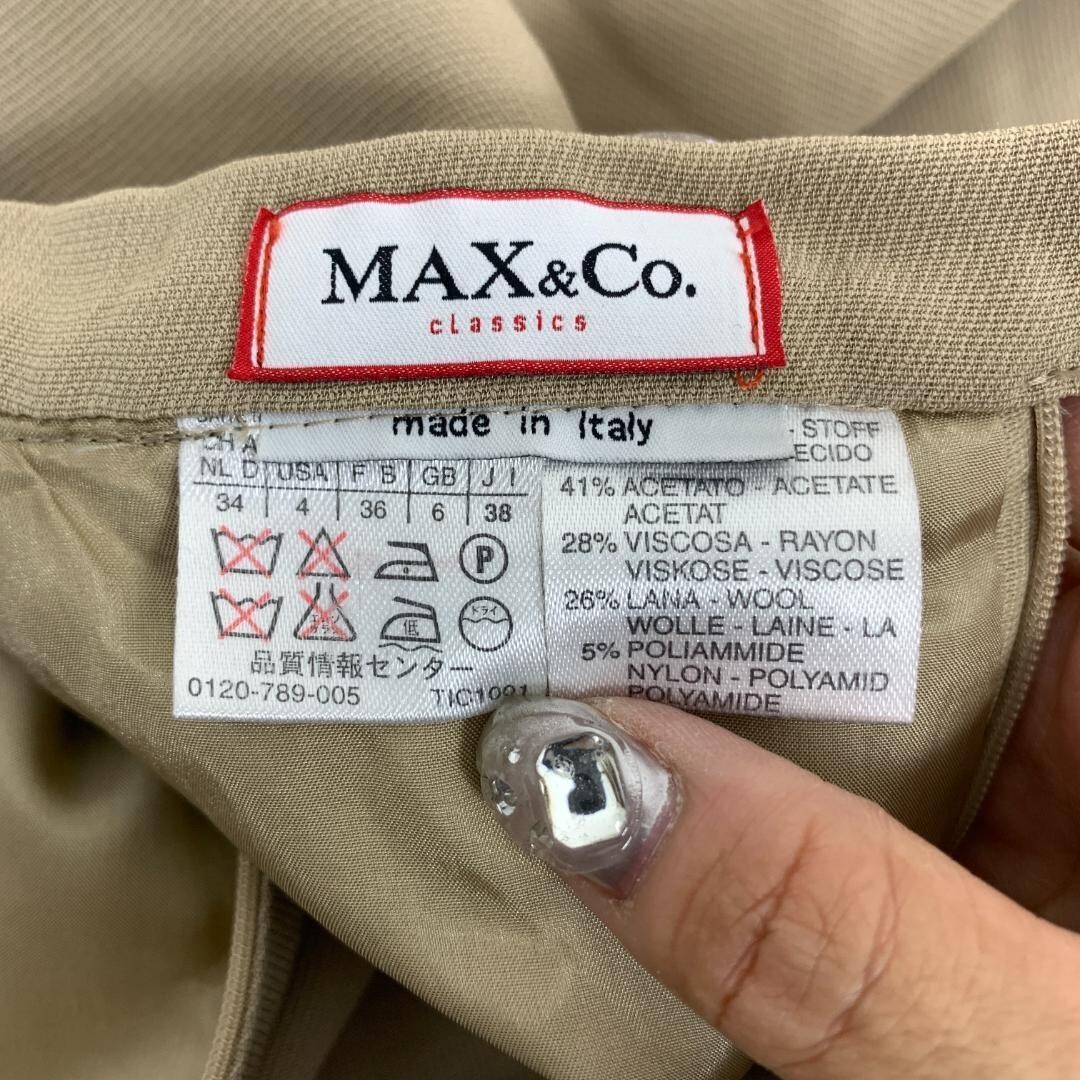 MAX&Co.
classics
made in Italy
CH A
NL D USA F B GB J I
34 4 36 6 38
P
ドライ
低
品質情報センター
0120-789-005
- STOFF
41% ACETATO - ACETATE
ACETAT
28% VISCOSA - RAYON
VISKOSE - VISCOSE
26% LANA - WOOL
WOLLE - LAINE - LA
5% POLIAMMIDE
NYLON - POLYAMID
POLYAMIDE